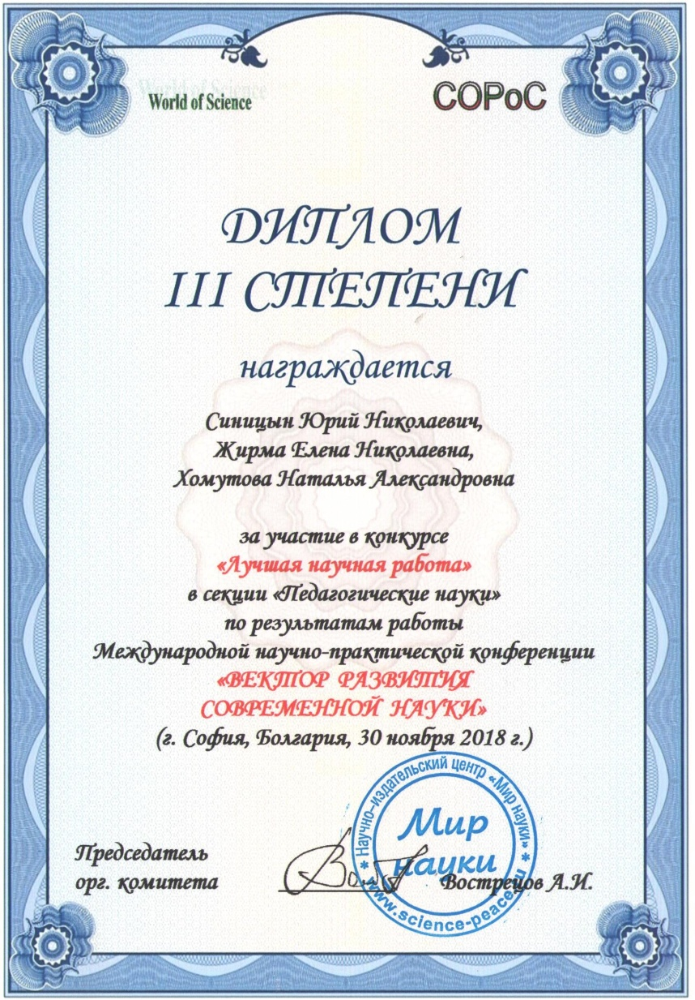 World of Science
COPoC
ДИПЛОМ
III СТЕПЕНИ
награждается
Синицын Юрий Николаевич,
Жирма Елена Николаевна,
Хомутова Наталья Александровна
за участие в конкурсе
«Лучшая научная работа»
в секции «Педагогические науки»
по результатам работы
Международной научно-практической конференции
«ВЕКТОР РАЗВИТИЯ
СОВРЕМЕННОЙ НАУКИ»
(г. София, Болгария, 30 ноября 2018 г.)
* Научно-издательский центр «Мир науки» *
Мир
науки
www.science-peace.ru
Председатель
орг. комитета
Вострецов А.И.